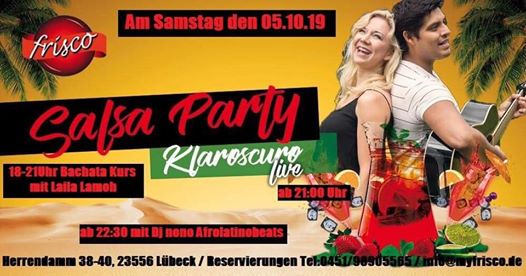 frisco
Am Samstag den 05.10.19
Salsa Party
Klaroscuro
live
18-21Uhr Bachata Kurs
mit Laila Lamoh
ab 21:00 Uhr
ab 22:30 mit Dj nono Afrolatinobeats
Herrendamm 38-40, 23556 Lübeck / Reservierungen Tel:0451/98905565 / info@myfrisco.de